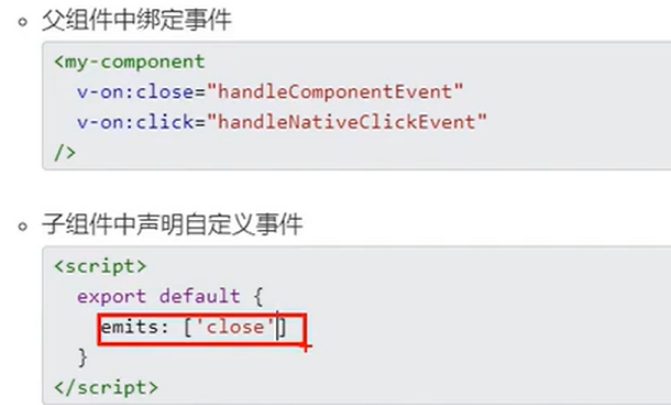 父组件中绑定事件
<my-component
v-on:close="handleComponentEvent"
v-on:click="handleNativeClickEvent"
/>
子组件中声明自定义事件
<script>
export default {
emits: ['close']
}
</script>